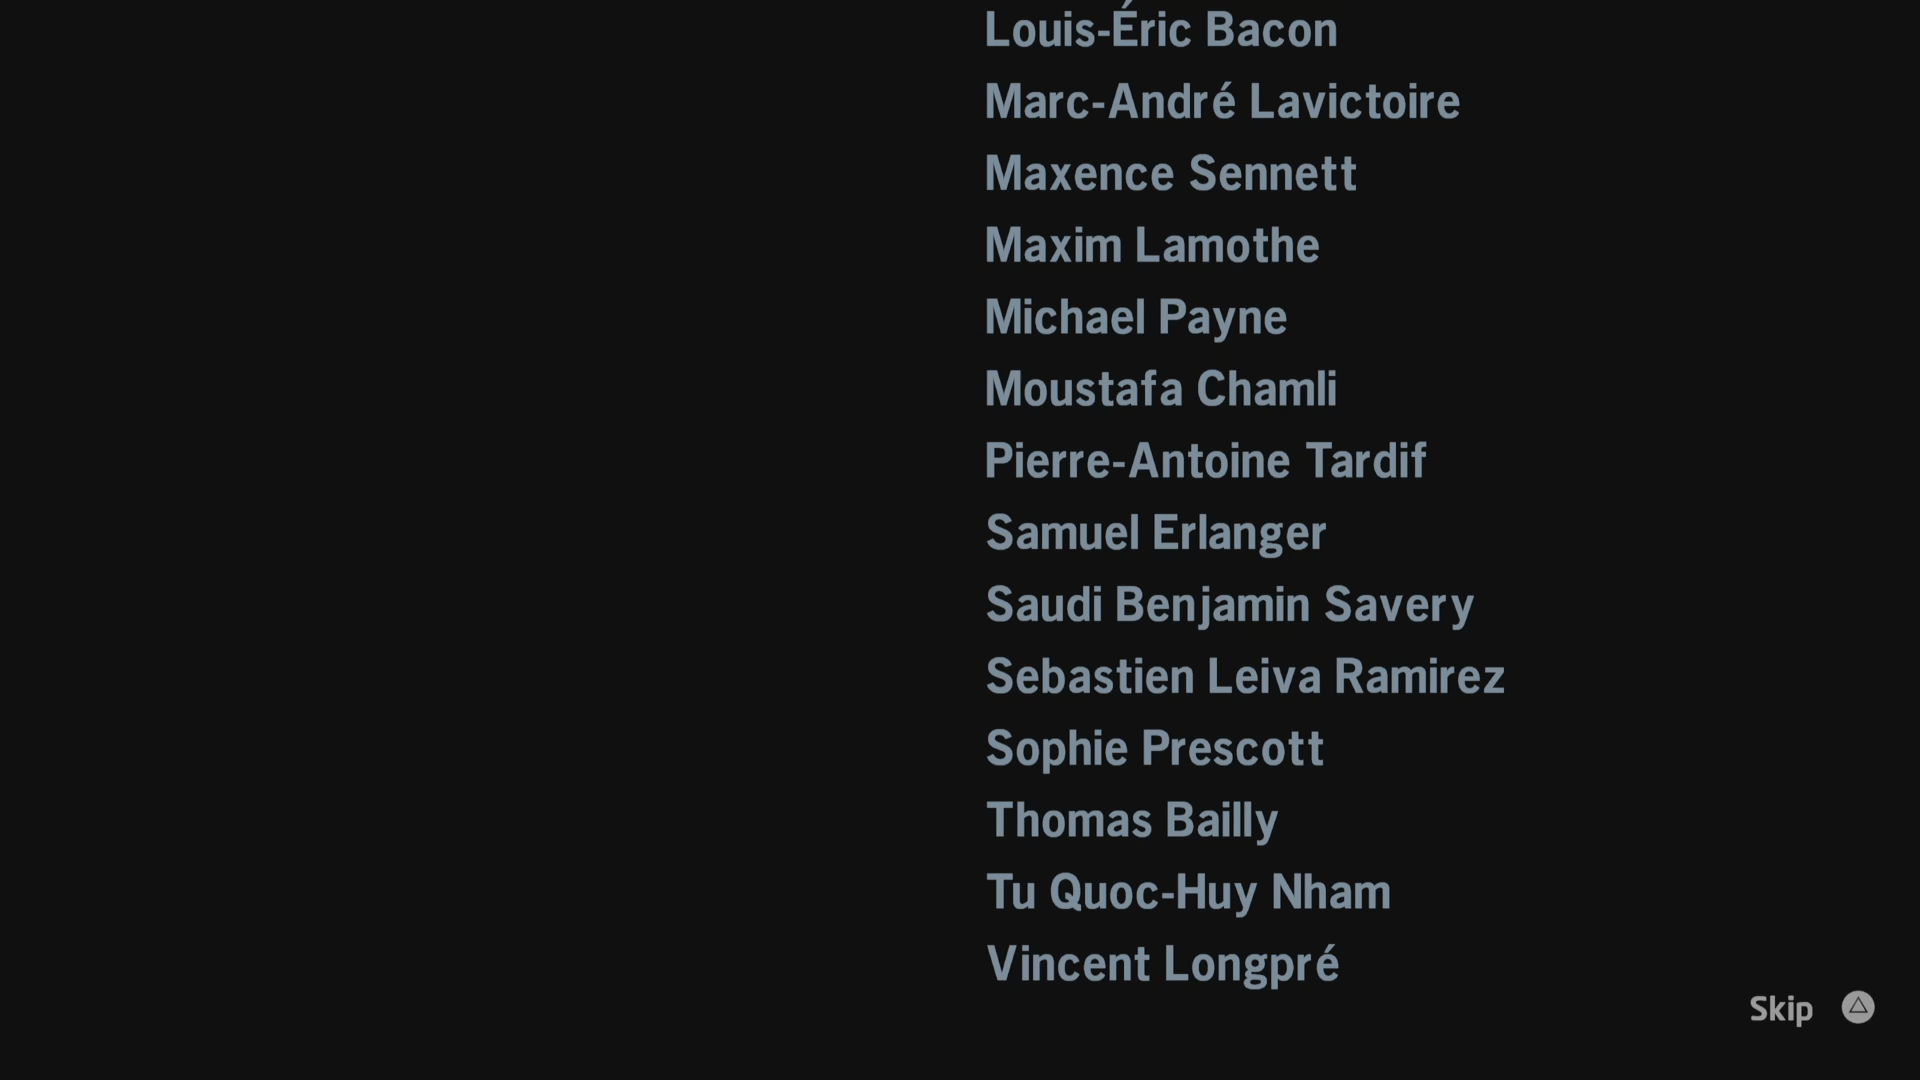 Louis-Éric Bacon
Marc-André Lavictoire
Maxence Sennett
Maxim Lamothe
Michael Payne
Moustafa Chamli
Pierre-Antoine Tardif
Samuel Erlanger
Saudi Benjamin Savery
Sebastien Leiva Ramirez
Sophie Prescott
Thomas Bailly
Tu Quoc-Huy Nham
Vincent Longpré
Skip